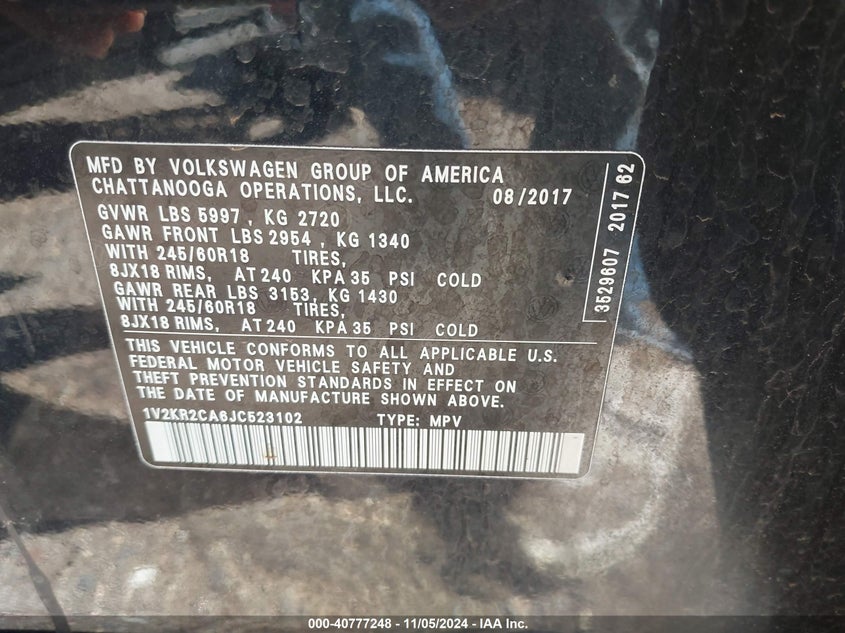 MFD BY VOLKSWAGEN GROUP OF AMERICA
CHATTANOOGA OPERATIONS, LLC. 08/2017
GVWR LBS 5997, KG 2720
GAWR FRONT LBS 2954, KG 1340
WITH 245/60R18 TIRES,
8JX18 RIMS, AT 240 KPA 35 PSI COLD
GAWR REAR LBS 3153, KG 1430
WITH 245/60R18 TIRES,
8JX18 RIMS, AT 240 KPA 35 PSI COLD
THIS VEHICLE CONFORMS TO ALL APPLICABLE U.S.
FEDERAL MOTOR VEHICLE SAFETY AND
THEFT PREVENTION STANDARDS IN EFFECT ON
THE DATE OF MANUFACTURE SHOWN ABOVE.
1V2KR2CA6JC523102 TYPE: MPV
3529607 2017 62
000-40777248 - 11/05/2024 - IAA Inc.